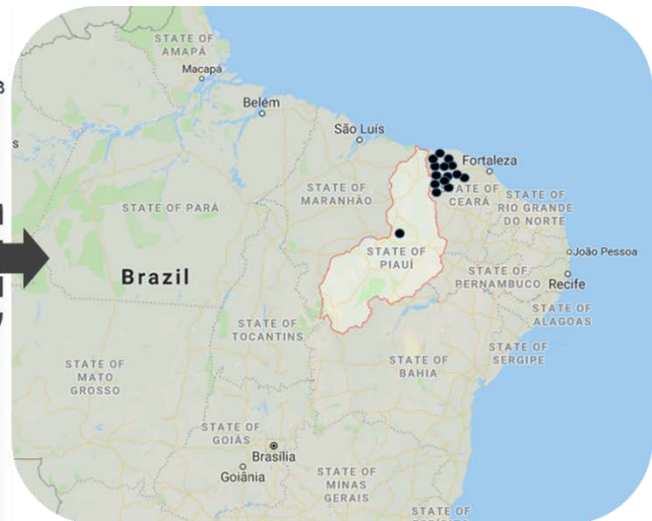 STATE OF
AMAPÁ
Macapá
Belém
São Luís
Fortaleza
STATE OF
MARANHÃO
STATE OF
CEARÁ
STATE OF
RIO GRANDE
DO NORTE
STATE OF PARÁ
João Pessoa
STATE OF
PIAUÍ
Brazil
STATE OF
PERNAMBUCO
Recife
STATE OF
ALAGOAS
STATE OF
TOCANTINS
STATE OF
SERGIPE
STATE OF
BAHIA
STATE OF
MATO
GROSSO
STATE OF
GOIÁS
Brasília
Goiânia
STATE OF
MINAS
GERAIS
STATE OF